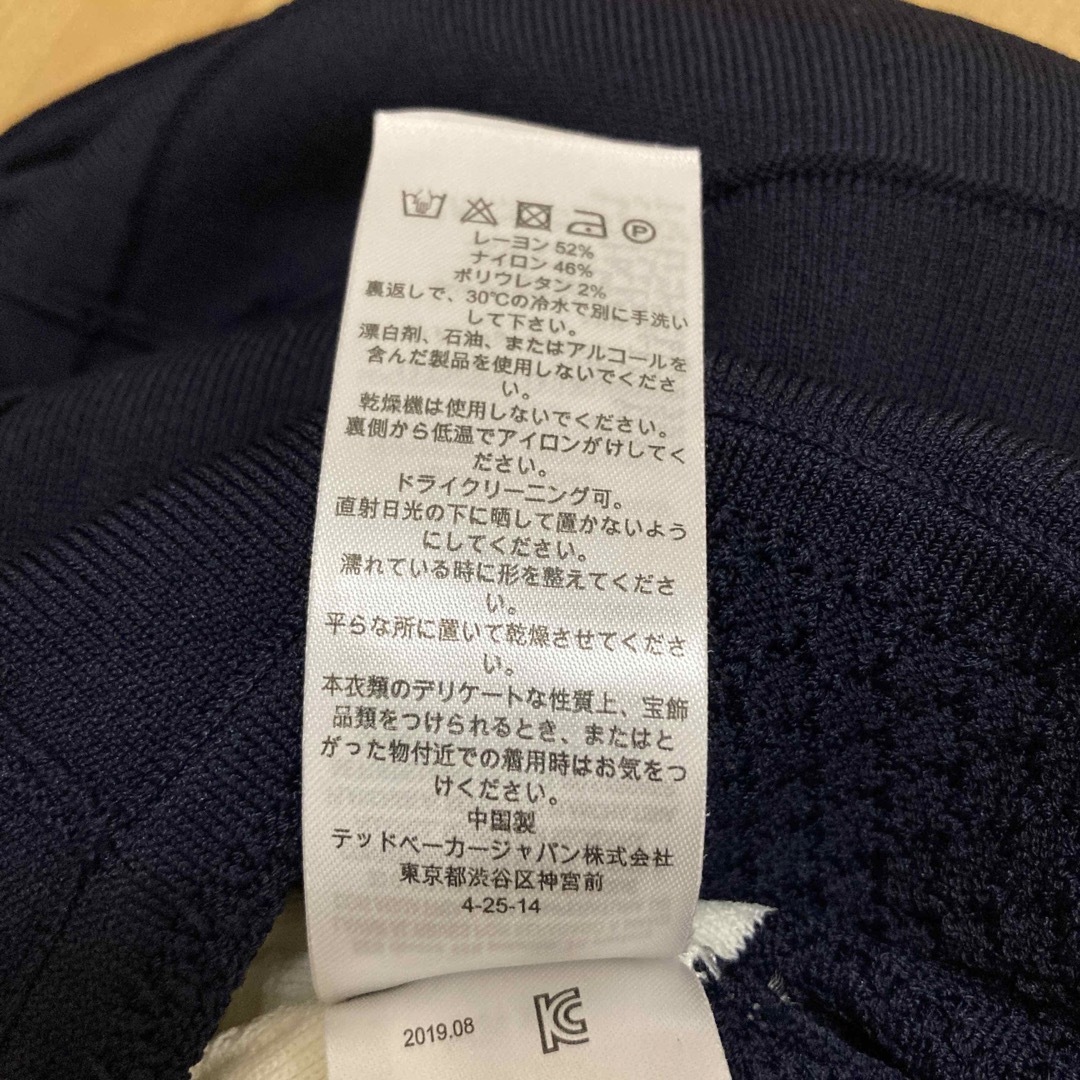 P
レーヨン 52%
ナイロン 46%
ポリウレタン 2%
裏返しで、30℃の冷水で別に手洗い
して下さい。
漂白剤、石油、またはアルコールを
含んだ製品を使用しないでくださ
い。
乾燥機は使用しないでください。
裏側から低温でアイロンがけしてく
ださい。
ドライクリーニング可。
直射日光の下に晒して置かないよう
にしてください。
濡れている時に形を整えてくださ
い。
平らな所に置いて乾燥させてくださ
い。
本衣類のデリケートな性質上、宝飾
品類をつけられるとき、またはと
がった物付近での着用時はお気をつ
けください。
中国製
テッドベーカージャパン株式会社
東京都渋谷区神宮前
4-25-14
2019.08
KC